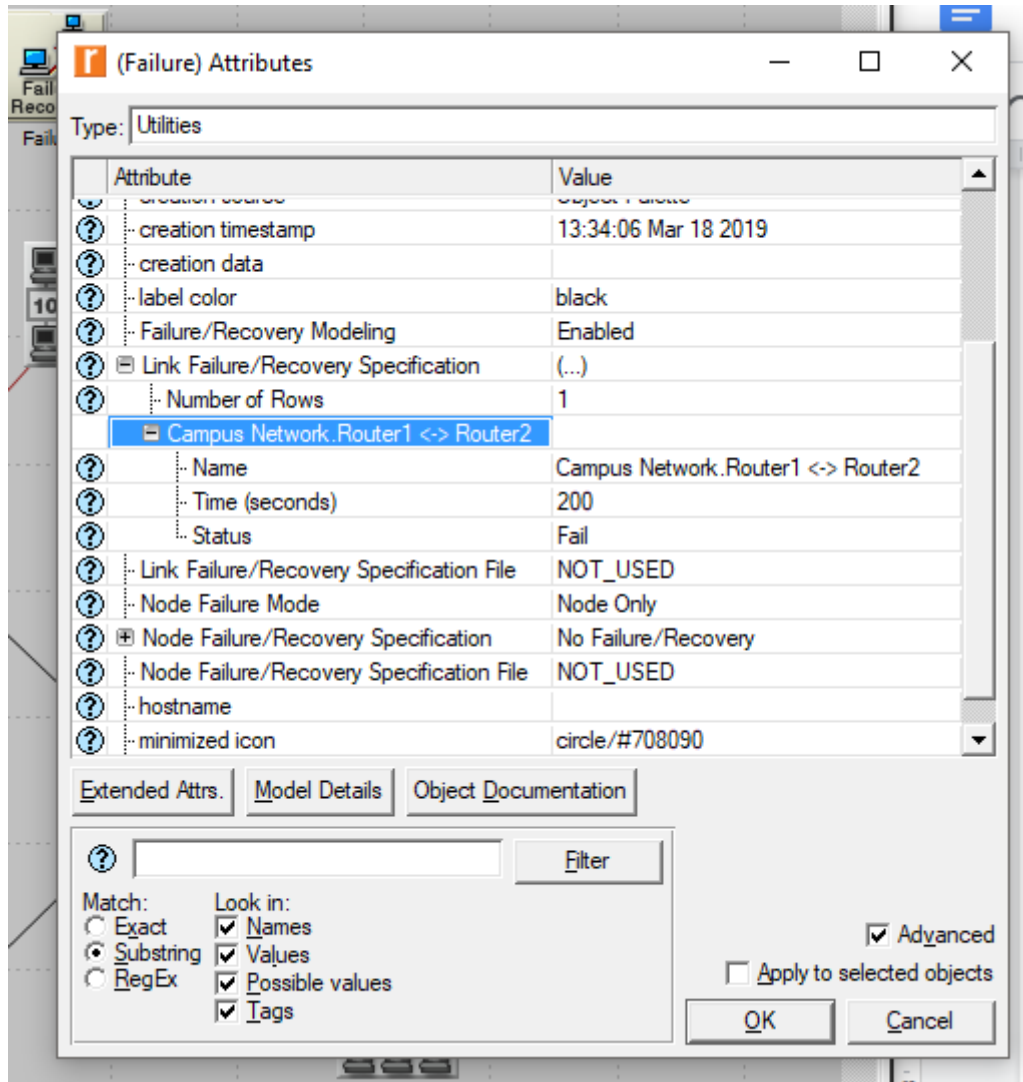 Fail
Reco
Failu
10
r (Failure) Attributes
Type: Utilities
Attribute Value
creation source Object Palette
creation timestamp 13:34:06 Mar 18 2019
creation data
label color black
Failure/Recovery Modeling Enabled
Link Failure/Recovery Specification (...)
Number of Rows 1
Campus Network.Router1 <-> Router2
Name Campus Network.Router1 <-> Router2
Time (seconds) 200
Status Fail
Link Failure/Recovery Specification File NOT_USED
Node Failure Mode Node Only
Node Failure/Recovery Specification No Failure/Recovery
Node Failure/Recovery Specification File NOT_USED
hostname
minimized icon circle/#708090
Extended Attrs. Model Details Object Documentation
Filter
Match: Look in:
Exact Names
Substring Values
RegEx Possible values
Tags
Advanced
Apply to selected objects
OK Cancel